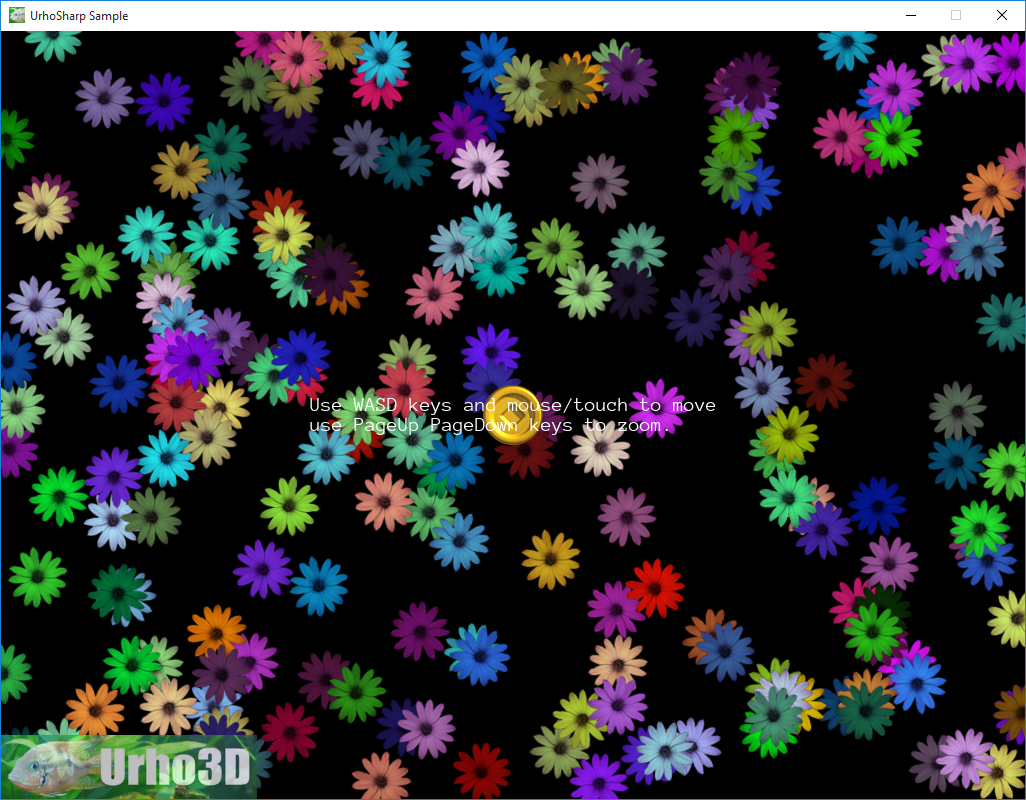 UrhoSharp Sample
Use WASD keys and mouse/touch to move
use PageUp PageDown keys to zoom.
Urho3D